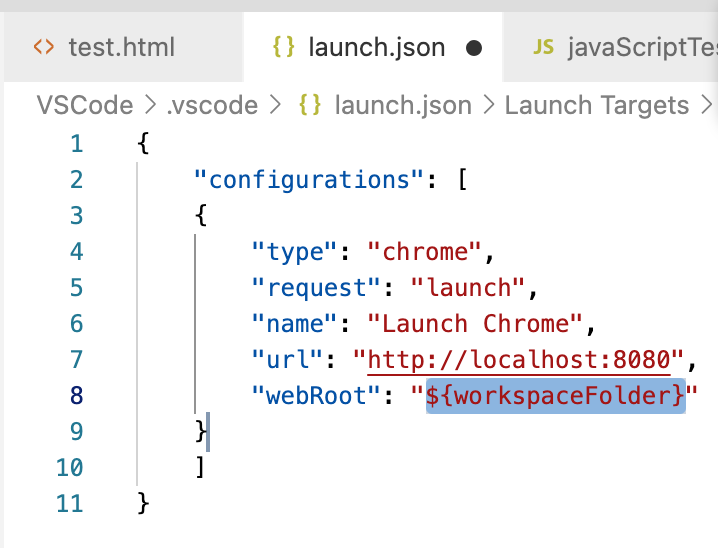 <> test.html {} launch.json ● JS javaScriptTes
VSCode > .vscode > {} launch.json > Launch Targets >
1 {
2 "configurations": [
3 {
4 "type": "chrome",
5 "request": "launch",
6 "name": "Launch Chrome",
7 "url": "http://localhost:8080",
8 "webRoot": "${workspaceFolder}"
9 }
10 ]
11 }